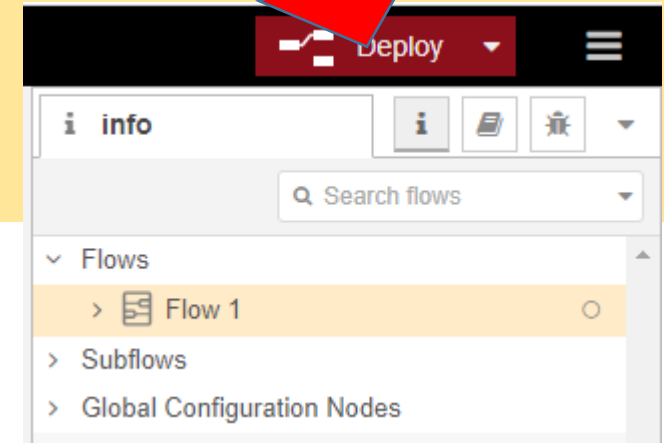 Deploy
info
Search flows
Flows
Flow 1
Subflows
Global Configuration Nodes